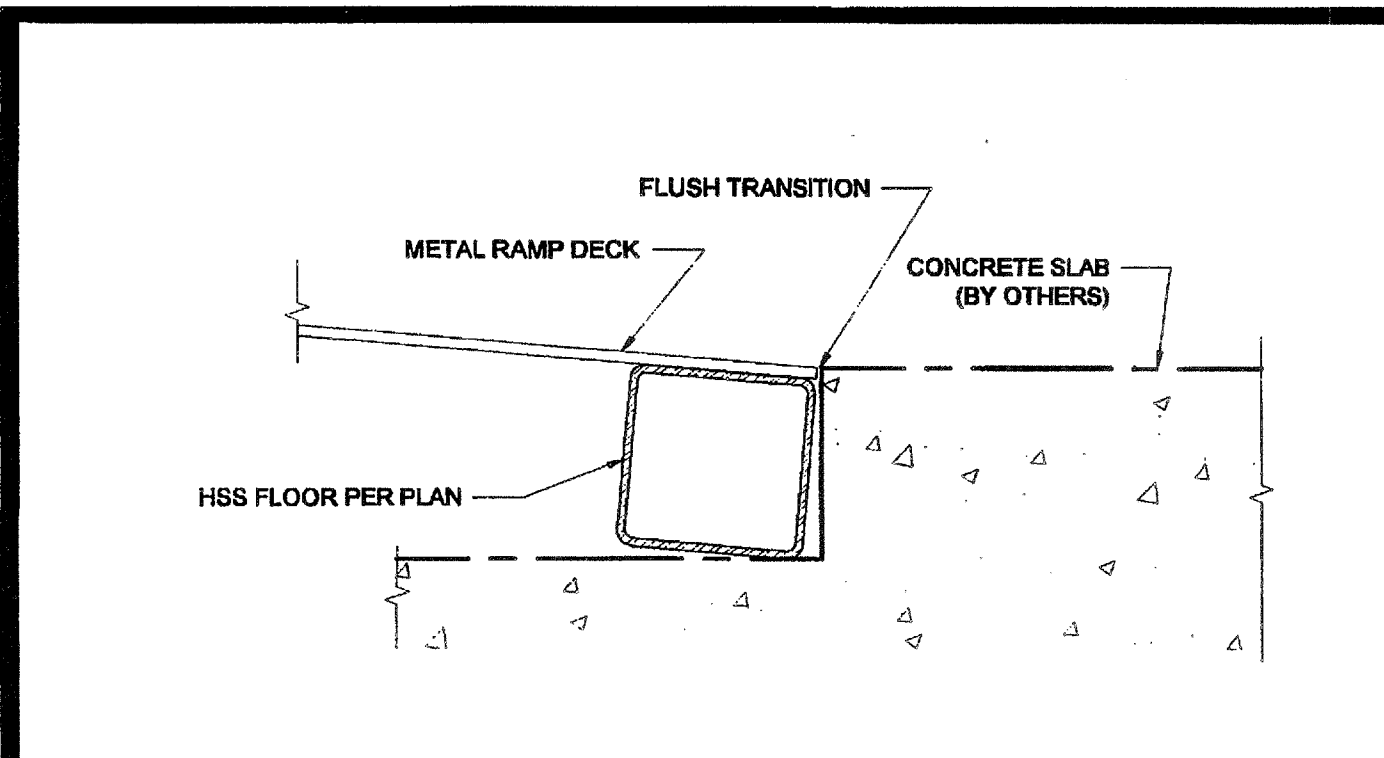 FLUSH TRANSITION
METAL RAMP DECK
CONCRETE SLAB
(BY OTHERS)
HSS FLOOR PER PLAN